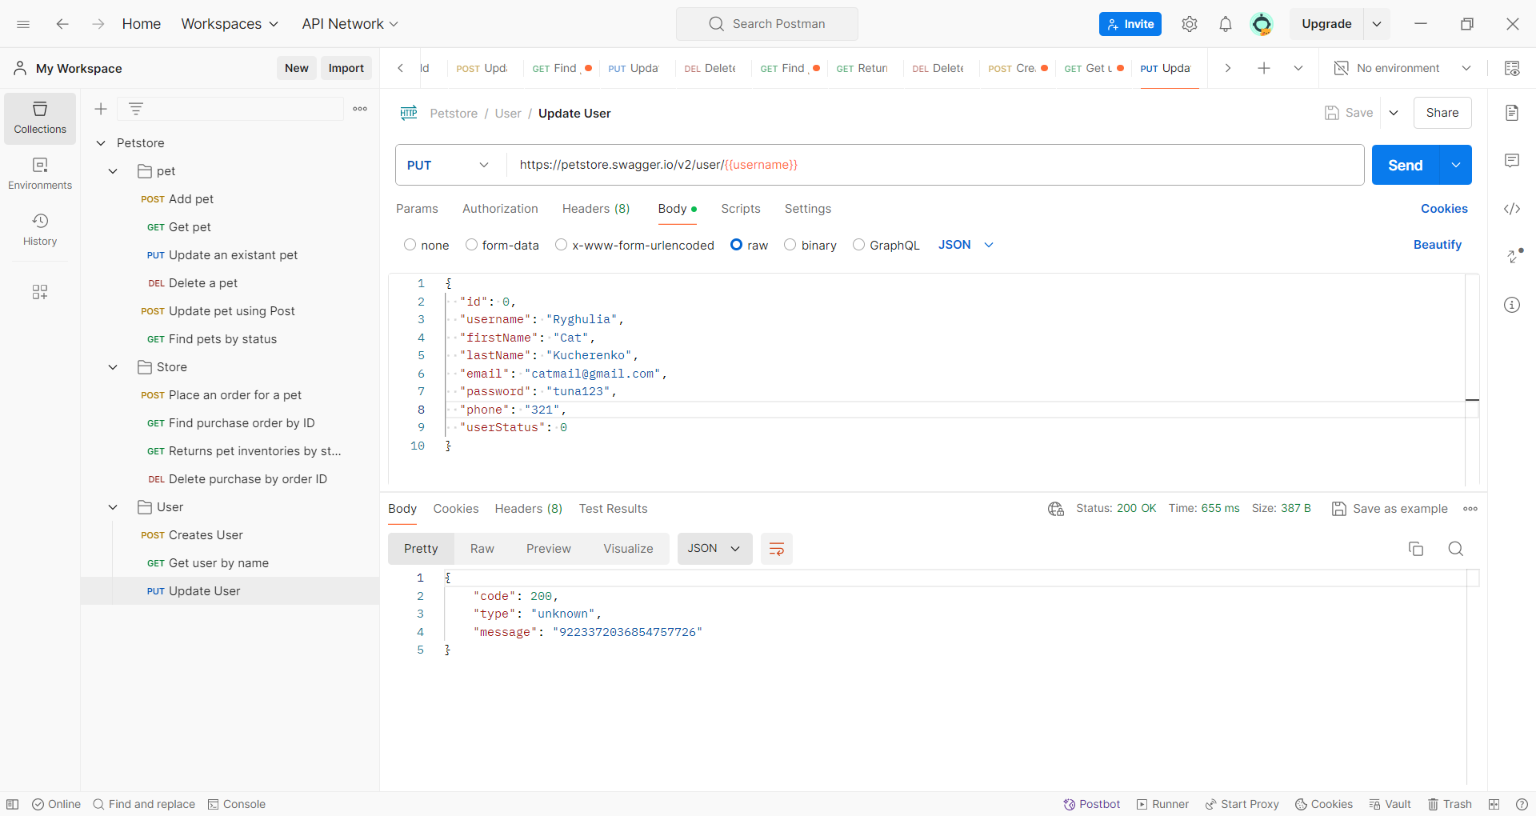 Home Workspaces API Network Search Postman Invite Upgrade
My Workspace New Import ld POST Upd GET Find DEL Delete PUT Upda GET Find GET Return DEL Delete POST Cre GET Get PUT Upda No environment
Collections
Environments
History
Petstore
pet
POST Add pet
GET Get pet
PUT Update an existant pet
DEL Delete a pet
POST Update pet using Post
GET Find pets by status
Store
POST Place an order for a pet
GET Find purchase order by ID
GET Returns pet inventories by st...
DEL Delete purchase by order ID
User
POST Creates User
GET Get user by name
PUT Update User
HTTP Petstore / User / Update User Save Share
PUT https://petstore.swagger.io/v2/user/{{username}} Send
Params Authorization Headers (8) Body Scripts Settings Cookies
none form-data x-www-form-urlencoded raw binary GraphQL JSON Beautify
1 {
2 "id": 0,
3 "username": "Ryghulia",
4 "firstName": "Cat",
5 "lastName": "Kucherenko",
6 "email": "catmail@gmail.com",
7 "password": "tuna123",
8 "phone": "321",
9 "userStatus": 0
10 }
Body Cookies Headers (8) Test Results Status: 200 OK Time: 655 ms Size: 387 B Save as example
Pretty Raw Preview Visualize JSON
1 {
2 "code": 200,
3 "type": "unknown",
4 "message": "9223372036854757726"
5 }
Online Find and replace Console Postbot Runner Start Proxy Cookies Vault Trash